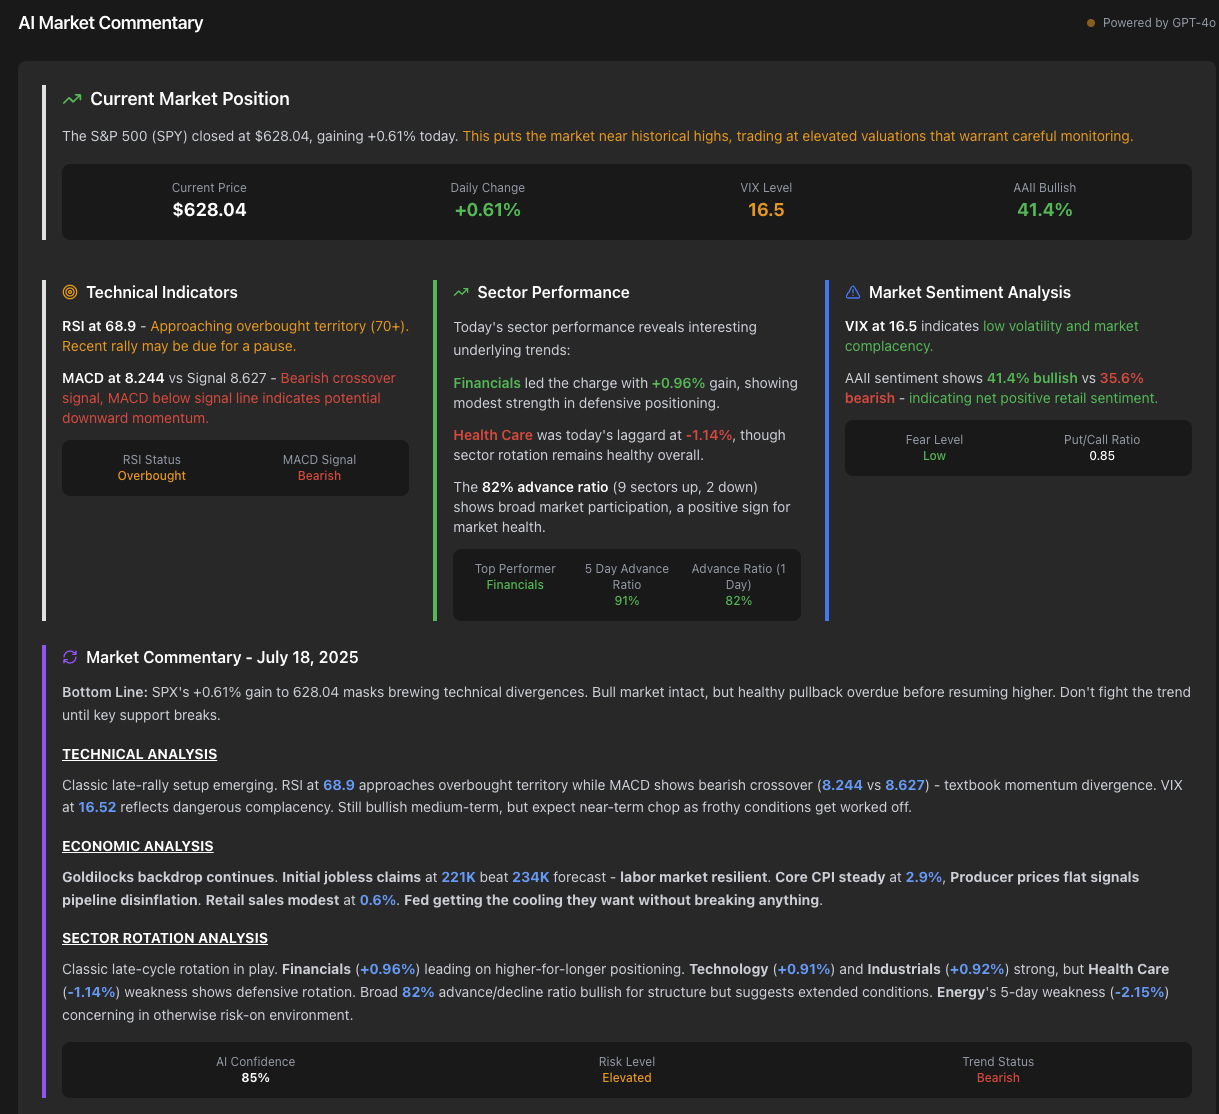 AI Market Commentary
Powered by GPT-4o
Current Market Position
The S&P 500 (SPY) closed at $628.04, gaining +0.61% today. This puts the market near historical highs, trading at elevated valuations that warrant careful monitoring.
Current Price
$628.04
Daily Change
+0.61%
VIX Level
16.5
AAII Bullish
41.4%
Technical Indicators
RSI at 68.9 - Approaching overbought territory (70+).
Recent rally may be due for a pause.
MACD at 8.244 vs Signal 8.627 - Bearish crossover
signal, MACD below signal line indicates potential
downward momentum.
RSI Status
Overbought
MACD Signal
Bearish
Sector Performance
Today's sector performance reveals interesting
underlying trends:
Financials led the charge with +0.96% gain, showing
modest strength in defensive positioning.
Health Care was today's laggard at -1.14%, though
sector rotation remains healthy overall.
The 82% advance ratio (9 sectors up, 2 down)
shows broad market participation, a positive sign for
market health.
Top Performer
Financials
5 Day Advance
Ratio
91%
Advance Ratio (1
Day)
82%
Market Sentiment Analysis
VIX at 16.5 indicates low volatility and market
complacency.
AAII sentiment shows 41.4% bullish vs 35.6%
bearish - indicating net positive retail sentiment.
Fear Level
Low
Put/Call Ratio
0.85
Market Commentary - July 18, 2025
Bottom Line: SPX's +0.61% gain to 628.04 masks brewing technical divergences. Bull market intact, but healthy pullback overdue before resuming higher. Don't fight the trend
until key support breaks.
TECHNICAL ANALYSIS
Classic late-rally setup emerging. RSI at 68.9 approaches overbought territory while MACD shows bearish crossover (8.244 vs 8.627) - textbook momentum divergence. VIX
at 16.52 reflects dangerous complacency. Still bullish medium-term, but expect near-term chop as frothy conditions get worked off.
ECONOMIC ANALYSIS
Goldilocks backdrop continues. Initial jobless claims at 221K beat 234K forecast - labor market resilient. Core CPI steady at 2.9%, Producer prices flat signals
pipeline disinflation. Retail sales modest at 0.6%. Fed getting the cooling they want without breaking anything.
SECTOR ROTATION ANALYSIS
Classic late-cycle rotation in play. Financials (+0.96%) leading on higher-for-longer positioning. Technology (+0.91%) and Industrials (+0.92%) strong, but Health Care
(-1.14%) weakness shows defensive rotation. Broad 82% advance/decline ratio bullish for structure but suggests extended conditions. Energy's 5-day weakness (-2.15%)
concerning in otherwise risk-on environment.
AI Confidence
85%
Risk Level
Elevated
Trend Status
Bearish